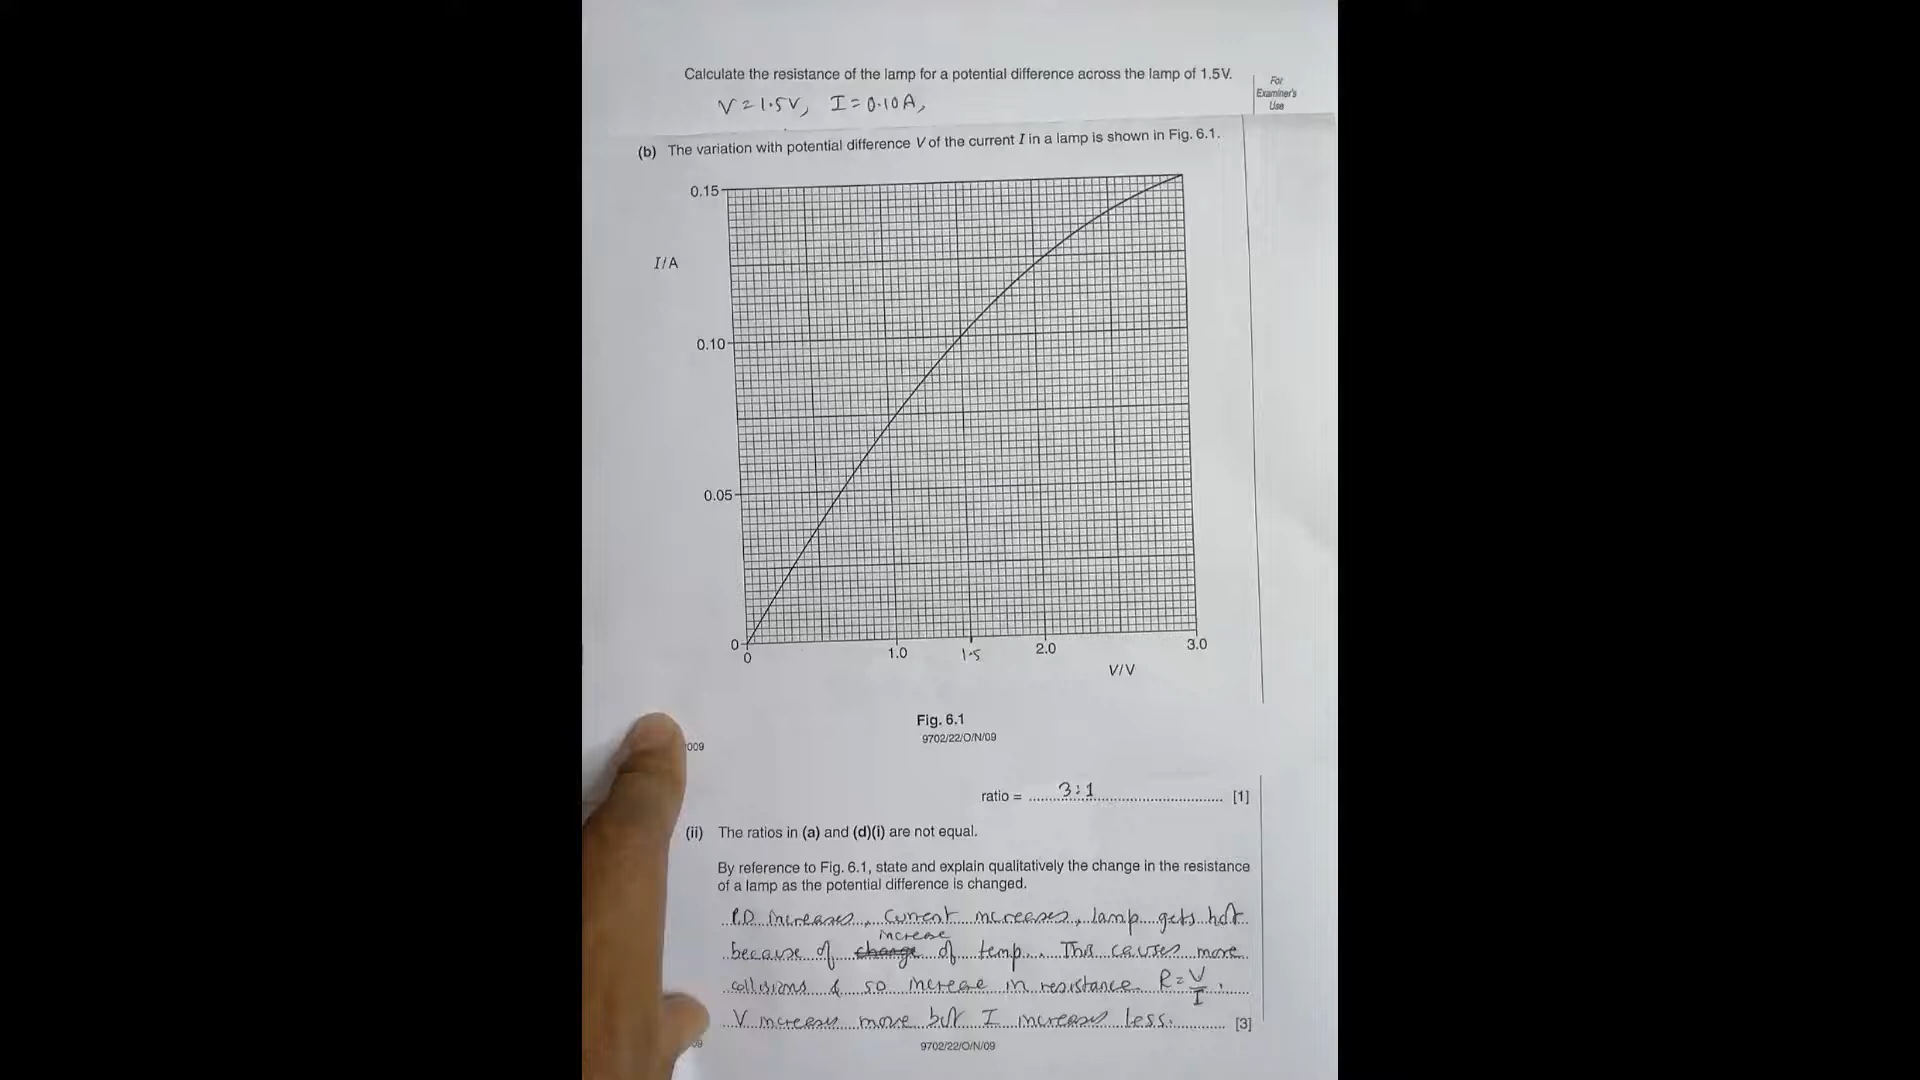 Calculate the resistance of the lamp for a potential difference across the lamp of 1.5V.
For
Examiner's
Use
V = 1.5V, I = 0.10A,
(b) The variation with potential difference V of the current I in a lamp is shown in Fig. 6.1.
0.15
I/A
0.10
0.05
0
0 1.0 1.5 2.0 3.0
V/V
Fig. 6.1
9702/22/O/N/09
009
ratio = 3:1 [1]
(ii) The ratios in (a) and (d)(i) are not equal.
By reference to Fig. 6.1, state and explain qualitatively the change in the resistance
of a lamp as the potential difference is changed.
P.D increases, current increases, lamp gets hot
increase
because of change of temp. This causes more
collisions & so increase in resistance. R = V/I.
V increases more but I increases less. [3]
9702/22/O/N/09